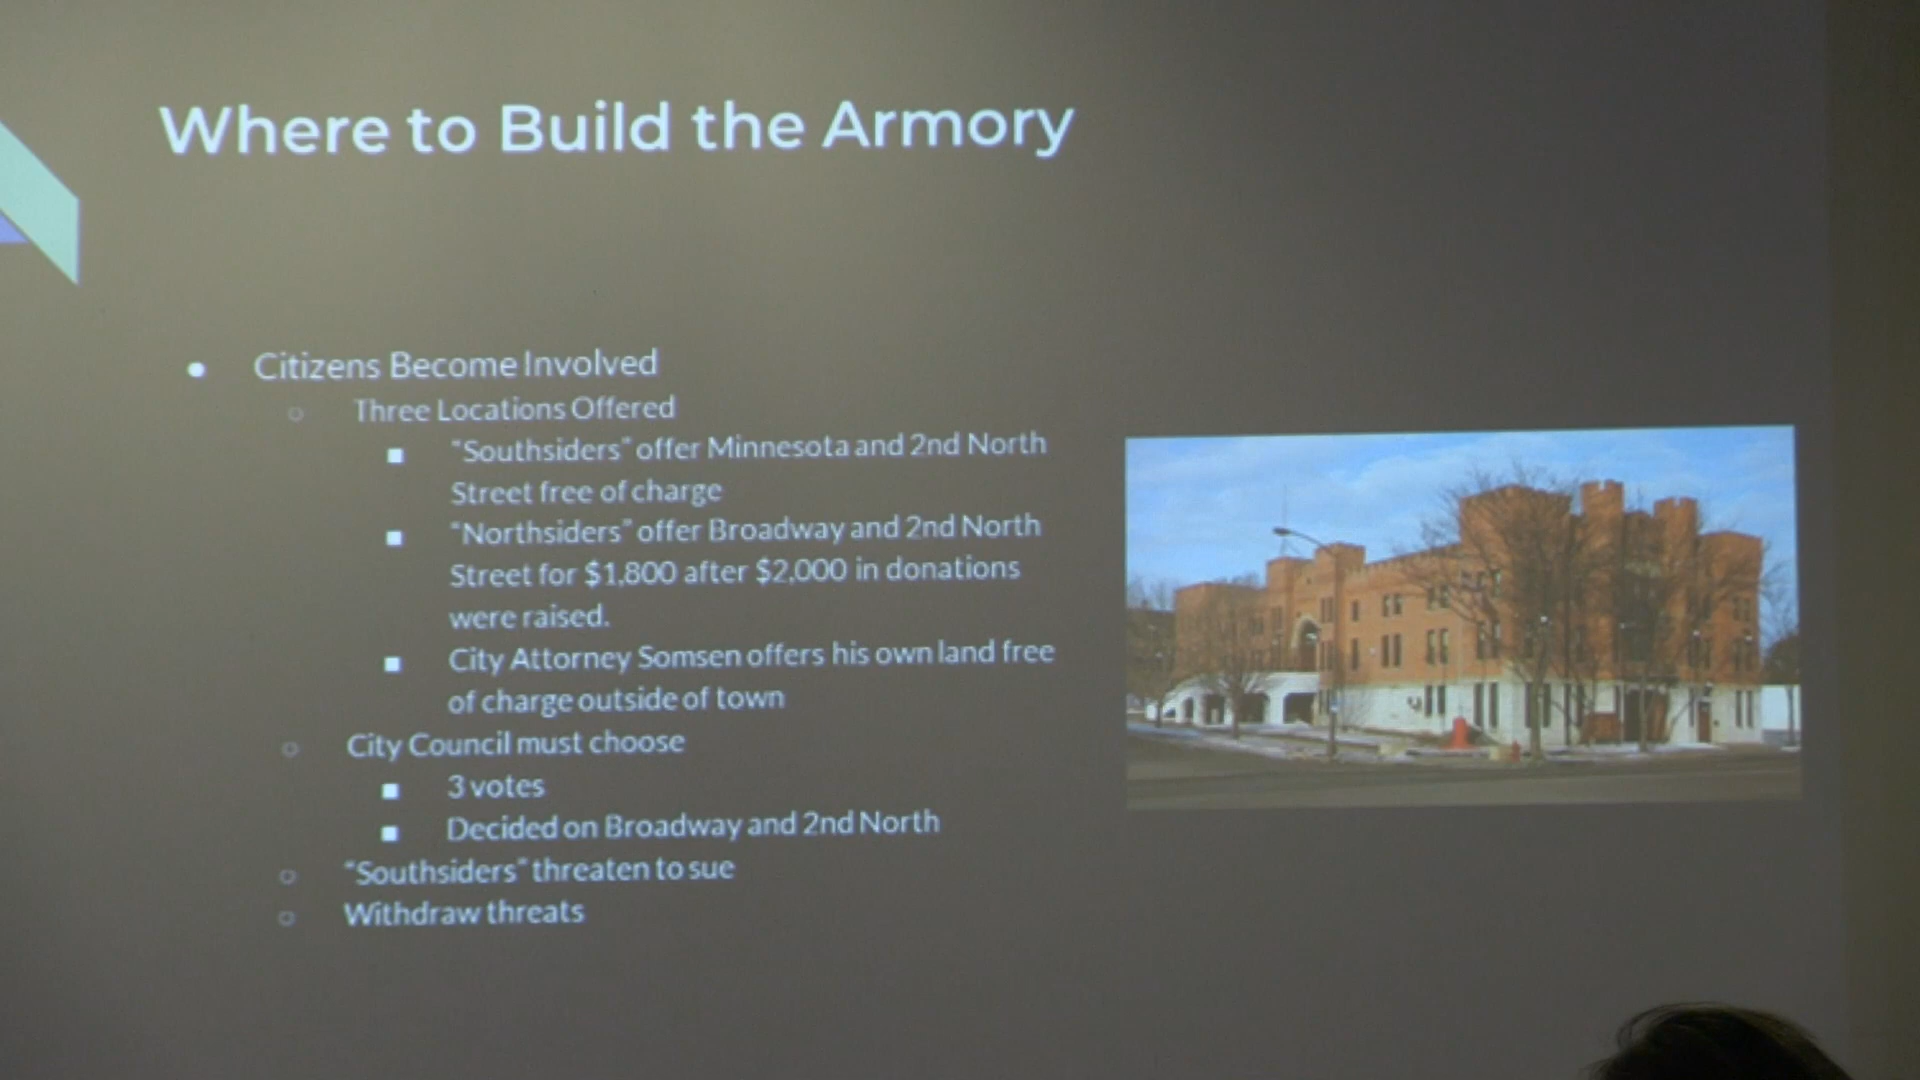 Where to Build the Armory
Citizens Become Involved
Three Locations Offered
"Southsiders" offer Minnesota and 2nd North
Street free of charge
"Northsiders" offer Broadway and 2nd North
Street for $1,800 after $2,000 in donations
were raised.
City Attorney Somsen offers his own land free
of charge outside of town
City Council must choose
3 votes
Decided on Broadway and 2nd North
"Southsiders" threaten to sue
Withdraw threats